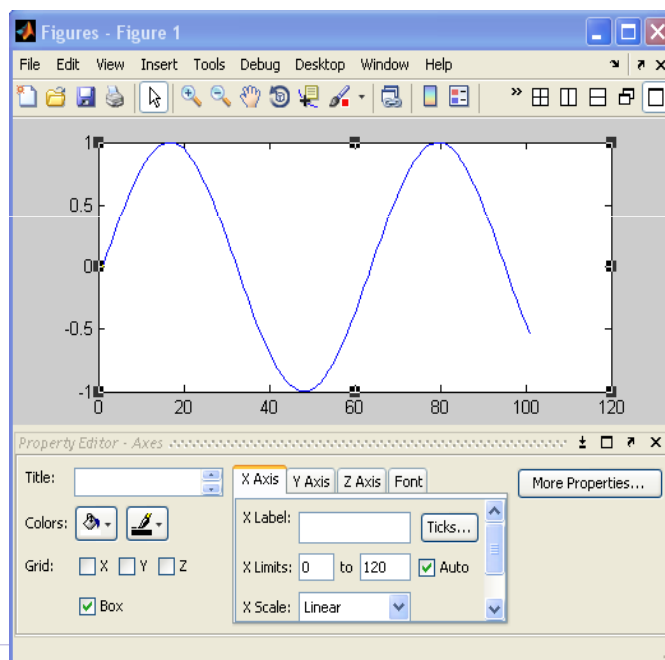 Figures - Figure 1
File Edit View Insert Tools Debug Desktop Window Help
1
0.5
0
-0.5
-1
0 20 40 60 80 100 120
Property Editor - Axes
Title:
X Axis Y Axis Z Axis Font
More Properties...
X Label:
Ticks...
Colors:
Grid: X Y Z
X Limits: 0 to 120 Auto
Box
X Scale: Linear